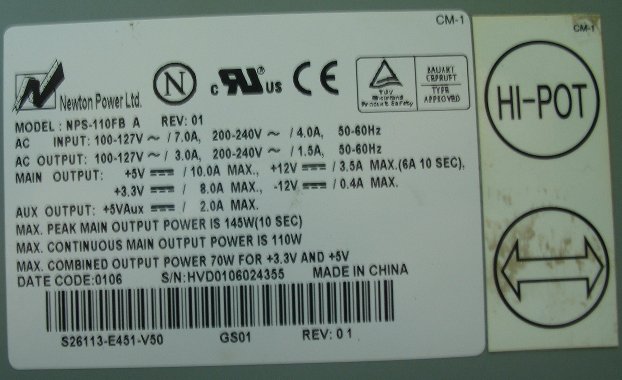 CM-1
Newton Power Ltd.
N
c RU US CE
TÜV
Rheinland
Product Safety
BAUART
GEPRUFT
TYPE
APPROVED
MODEL : NPS-110FB A REV: 01
AC INPUT: 100-127V ~ / 7.0A, 200-240V ~ / 4.0A, 50-60Hz
AC OUTPUT: 100-127V ~ / 3.0A, 200-240V ~ / 1.5A, 50-60Hz
MAIN OUTPUT: +5V / 10.0A MAX., +12V / 3.5A MAX.(6A 10 SEC),
+3.3V / 8.0A MAX., -12V / 0.4A MAX.
AUX OUTPUT: +5VAux / 2.0A MAX.
MAX. PEAK MAIN OUTPUT POWER IS 145W(10 SEC)
MAX. CONTINUOUS MAIN OUTPUT POWER IS 110W
MAX. COMBINED OUTPUT POWER 70W FOR +3.3V AND +5V
DATE CODE:0106 S/N:HVD0106024355 MADE IN CHINA
S26113-E451-V50 GS01 REV: 01
CM-1
HI-POT